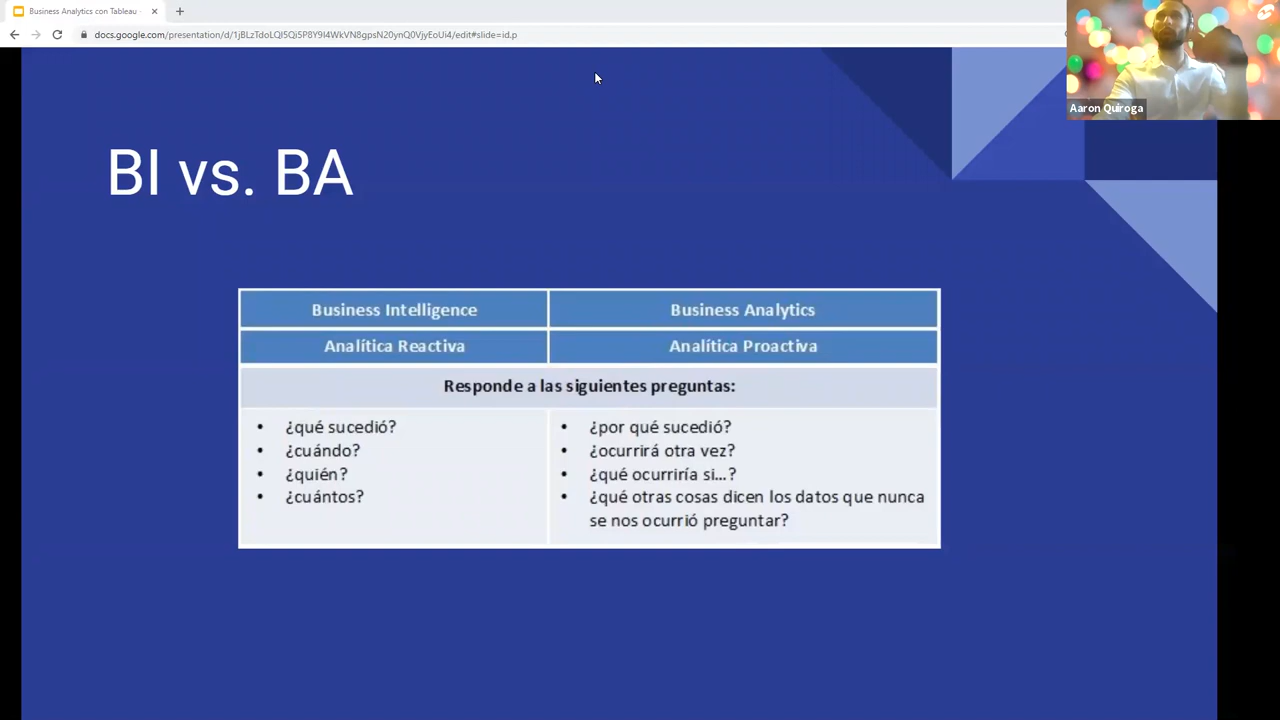 Business Analytics con Tableau
docs.google.com/presentation/d/1jBLzTdoLQI5Qi5P8Y9I4WkVN8gpsN20ynQ0VjyEoUi4/edit#slide=id.p
Aaron Quiroga
BI vs. BA
Business Intelligence
Business Analytics
Analítica Reactiva
Analítica Proactiva
Responde a las siguientes preguntas:
• ¿qué sucedió?
• ¿cuándo?
• ¿quién?
• ¿cuántos?
• ¿por qué sucedió?
• ¿ocurrirá otra vez?
• ¿qué ocurriría si...?
• ¿qué otras cosas dicen los datos que nunca
se nos ocurrió preguntar?